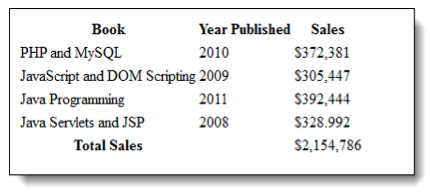 Book Year Published Sales
PHP and MySQL 2010 $372,381
JavaScript and DOM Scripting 2009 $305,447
Java Programming 2011 $392,444
Java Servlets and JSP 2008 $328.992
Total Sales $2,154,786